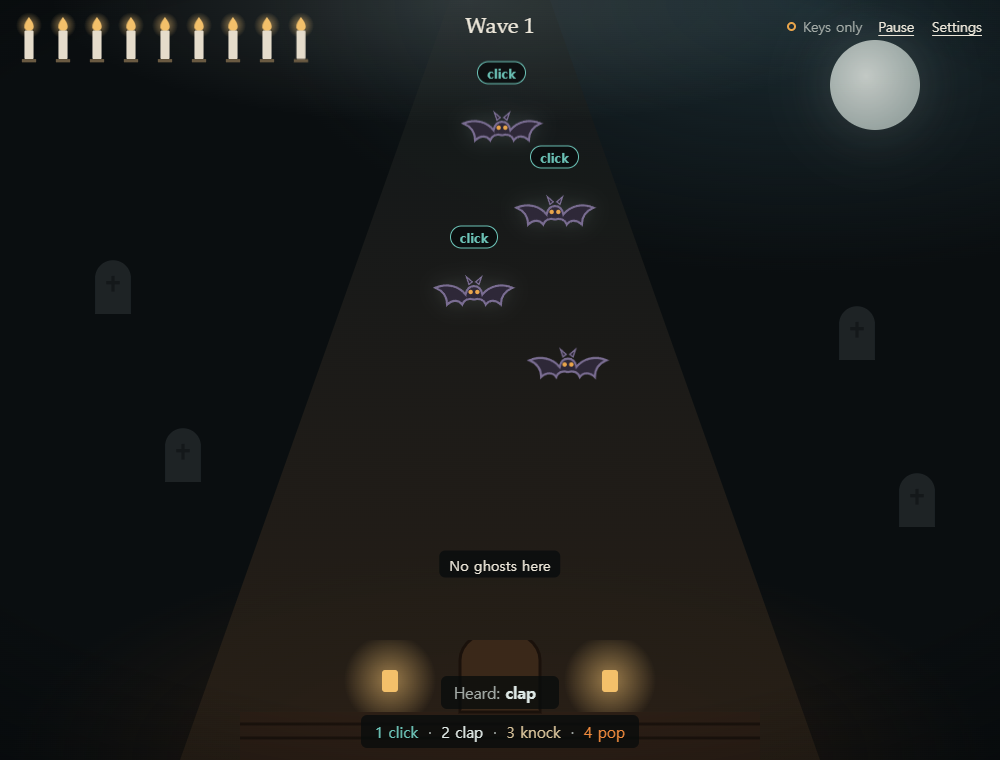 Wave 1
Keys only Pause Settings
click
click
click
No ghosts here
Heard: clap
1 click · 2 clap · 3 knock · 4 pop